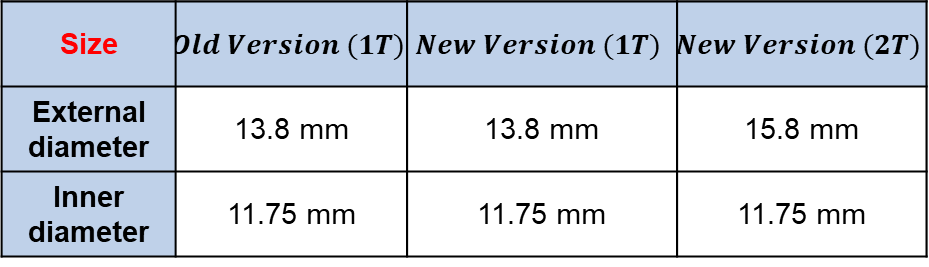 Size Old Version (1T) New Version (1T) New Version (2T)
External diameter 13.8 mm 13.8 mm 15.8 mm
Inner diameter 11.75 mm 11.75 mm 11.75 mm